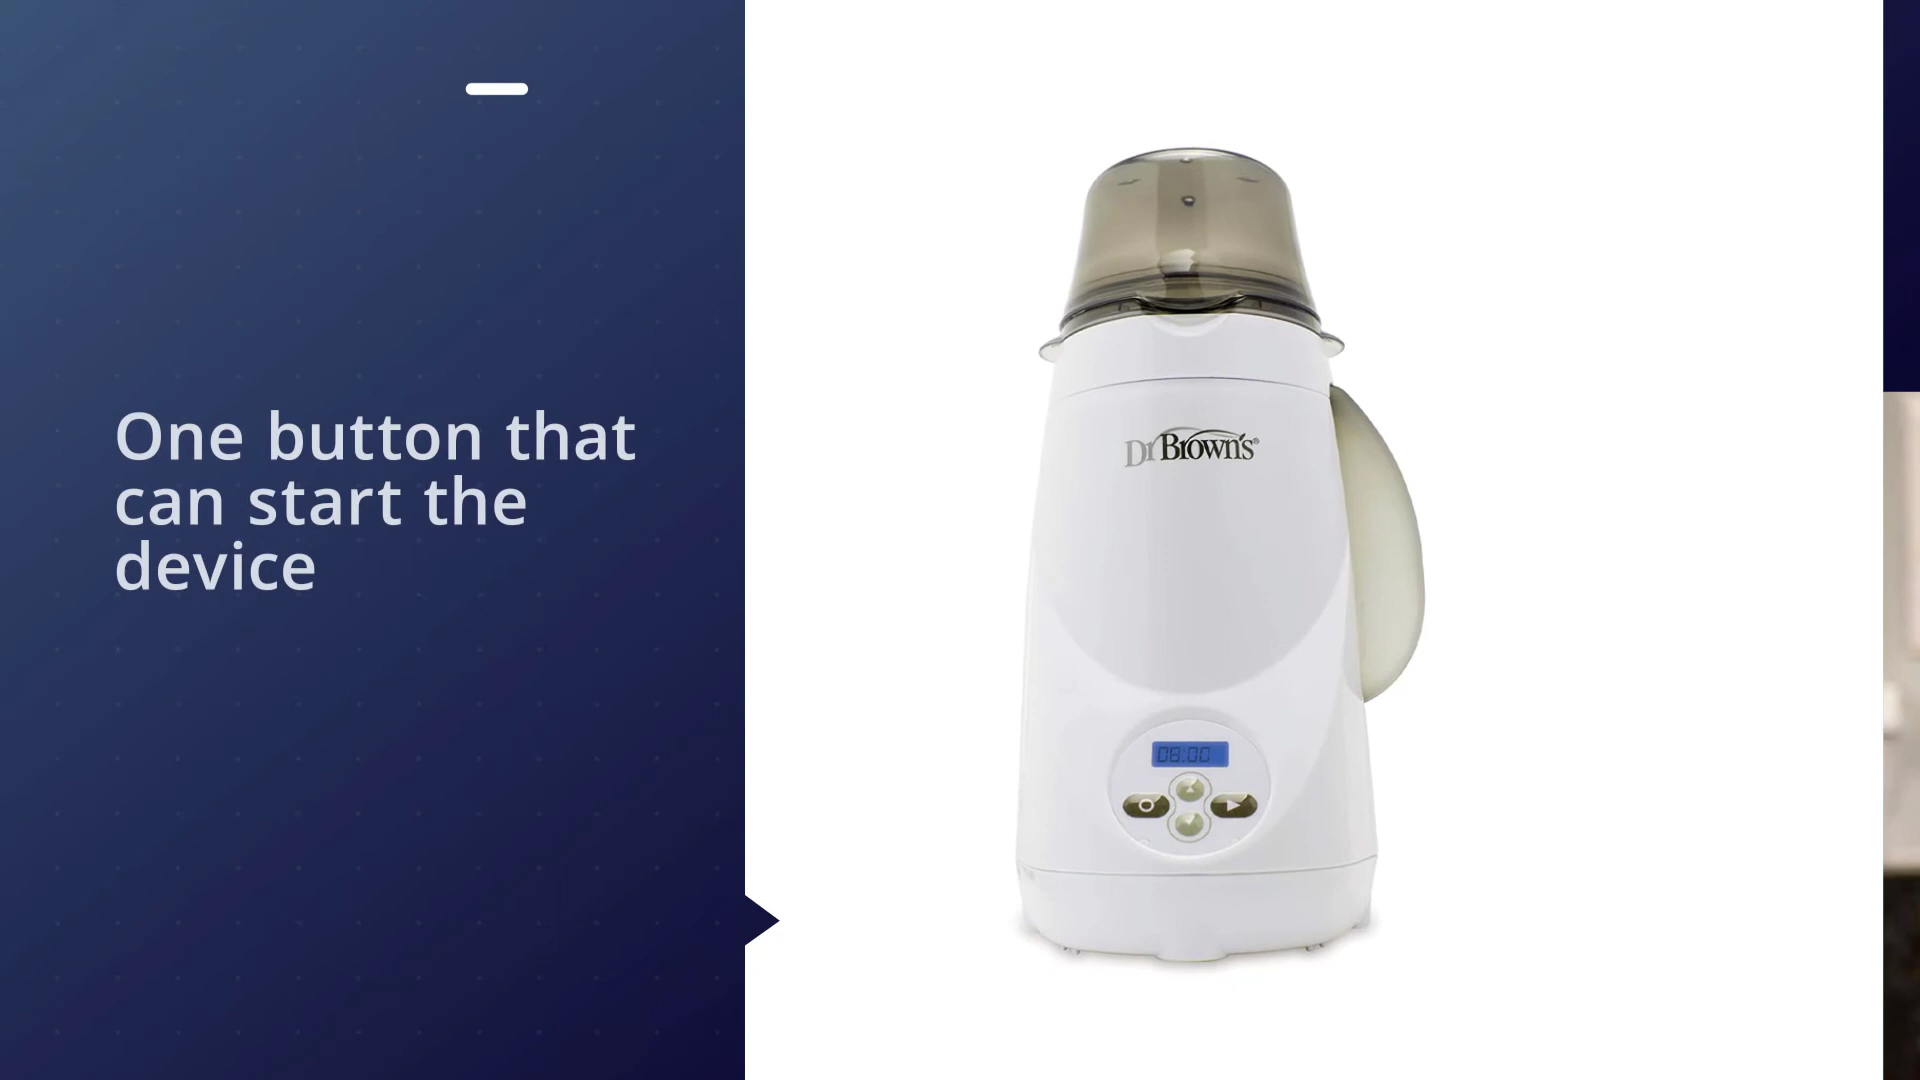 One button that
can start the
device
Dr Brown's®
08:00